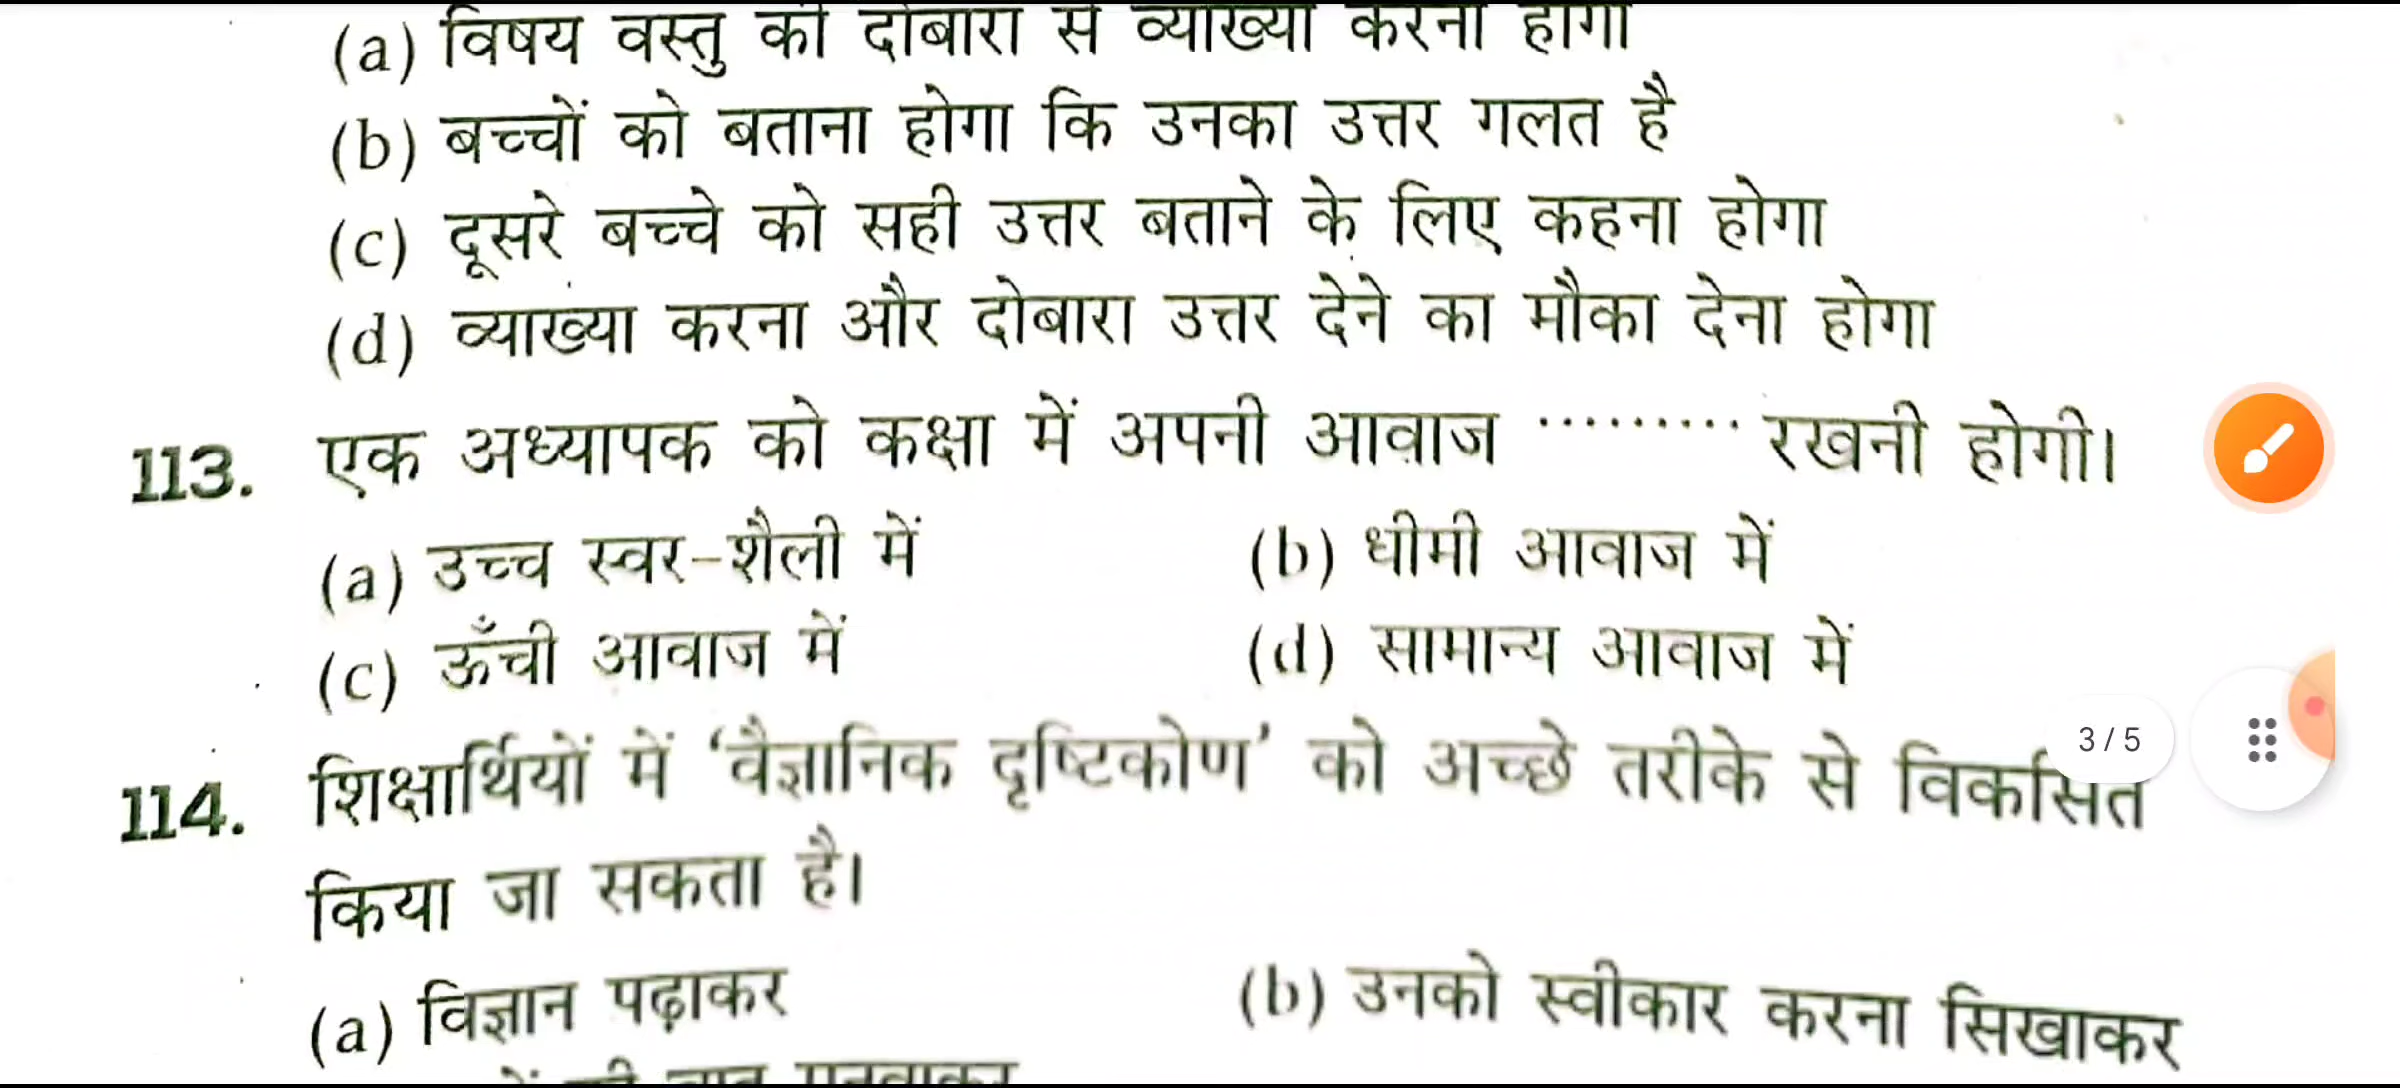 (a) विषय वस्तु की दोबारा से व्याख्या करना होगा
(b) बच्चों को बताना होगा कि उनका उत्तर गलत है
(c) दूसरे बच्चे को सही उत्तर बताने के लिए कहना होगा
(d) व्याख्या करना और दोबारा उत्तर देने का मौका देना होगा
113. एक अध्यापक को कक्षा में अपनी आवाज ......... रखनी होगी।
(a) उच्च स्वर-शैली में (b) धीमी आवाज में
(c) ऊँची आवाज में (d) सामान्य आवाज में
3/5
114. शिक्षार्थियों में ‘वैज्ञानिक दृष्टिकोण’ को अच्छे तरीके से विकसित
किया जा सकता है।
(a) विज्ञान पढ़ाकर (b) उनको स्वीकार करना सिखाकर